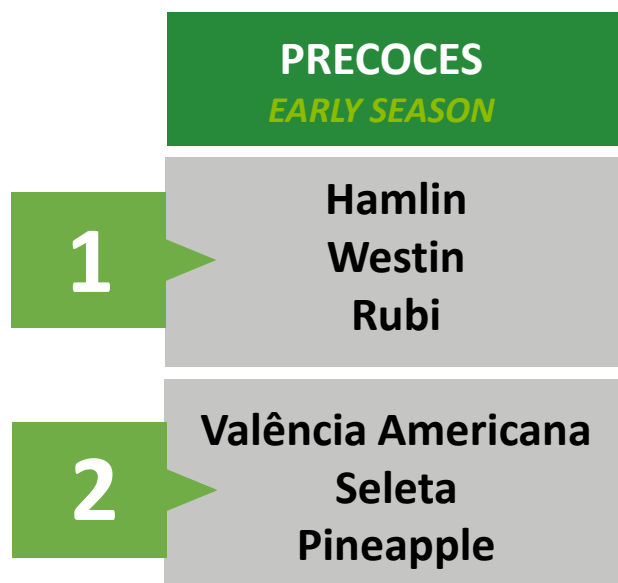 PRECOCES
EARLY SEASON
1
Hamlin
Westin
Rubi
2
Valência Americana
Seleta
Pineapple